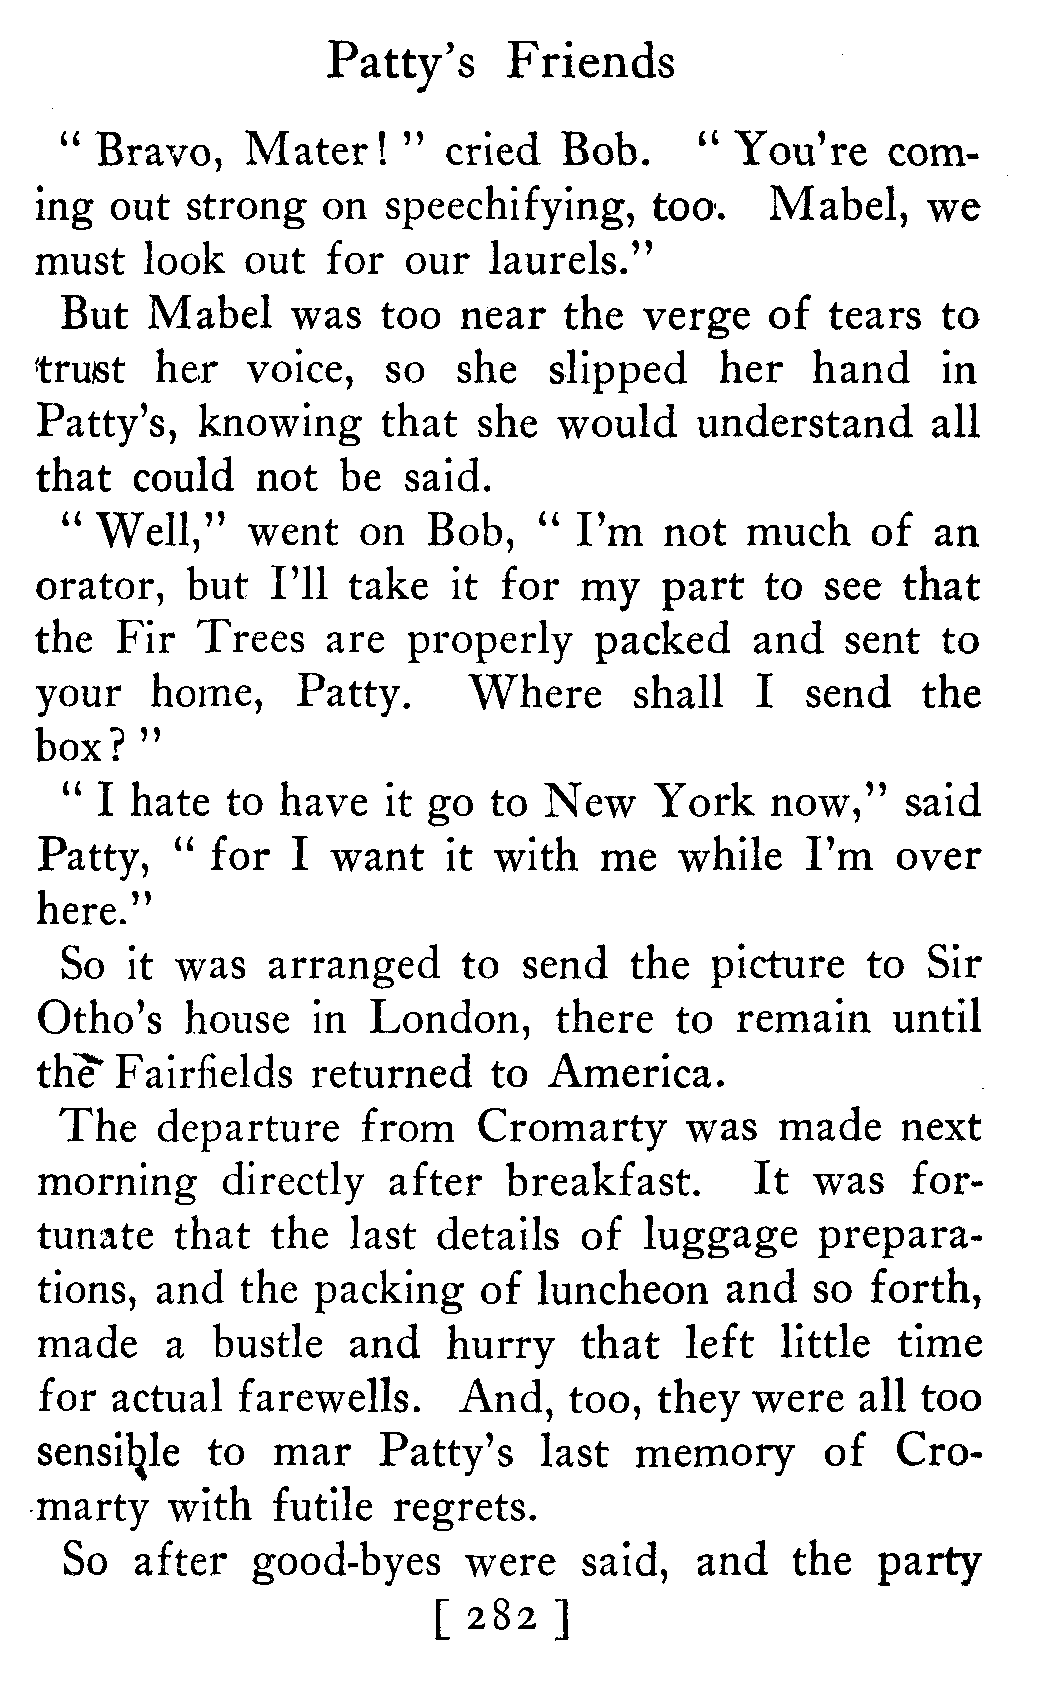 Patty's Friends
" Bravo, Mater! " cried Bob. " You're com-
ing out strong on speechifying, too. Mabel, we
must look out for our laurels."
But Mabel was too near the verge of tears to
trust her voice, so she slipped her hand in
Patty's, knowing that she would understand all
that could not be said.
" Well," went on Bob, " I'm not much of an
orator, but I'll take it for my part to see that
the Fir Trees are properly packed and sent to
your home, Patty. Where shall I send the
box? "
" I hate to have it go to New York now," said
Patty, " for I want it with me while I'm over
here."
So it was arranged to send the picture to Sir
Otho's house in London, there to remain until
the Fairfields returned to America.
The departure from Cromarty was made next
morning directly after breakfast. It was for-
tunate that the last details of luggage prepara-
tions, and the packing of luncheon and so forth,
made a bustle and hurry that left little time
for actual farewells. And, too, they were all too
sensible to mar Patty's last memory of Cro-
marty with futile regrets.
So after good-byes were said, and the party
[ 282 ]